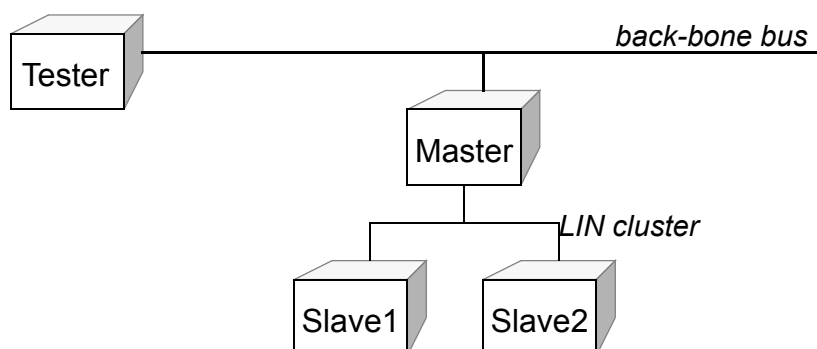 back-bone bus
Tester
Master
LIN cluster
Slave1
Slave2